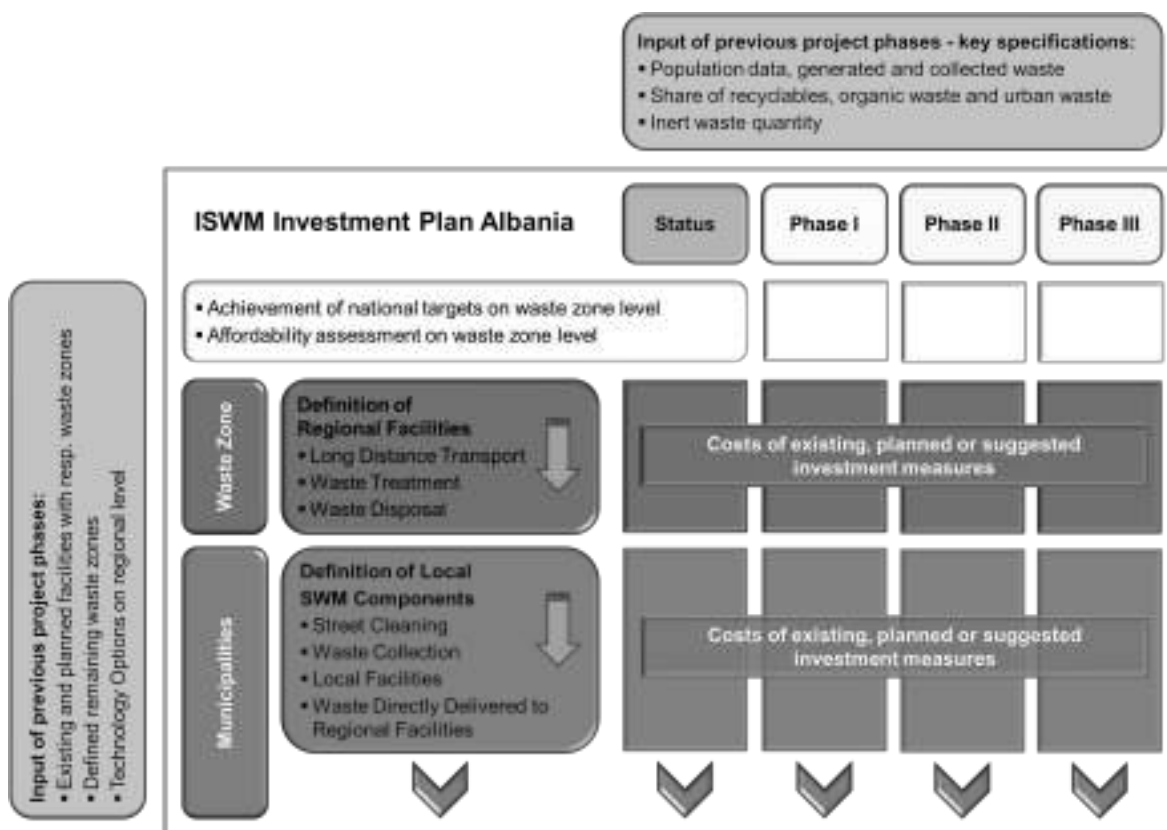 Input of previous project phases - key specifications:
▪ Population data, generated and collected waste
▪ Share of recyclables, organic waste and urban waste
▪ Inert waste quantity
ISWM Investment Plan Albania
Status
Phase I
Phase II
Phase III
▪ Achievement of national targets on waste zone level
▪ Affordability assessment on waste zone level
Input of previous project phases:
▪ Existing and planned facilities with resp. waste zones
▪ Defined remaining waste zones
▪ Technology Options on regional level
Waste Zone
Definition of
Regional Facilities
▪ Long Distance Transport
▪ Waste Treatment
▪ Waste Disposal
Costs of existing, planned or suggested
investment measures
Municipalities
Definition of Local
SWM Components
▪ Street Cleaning
▪ Waste Collection
▪ Local Facilities
▪ Waste Directly Delivered to
Regional Facilities
Costs of existing, planned or suggested
investment measures